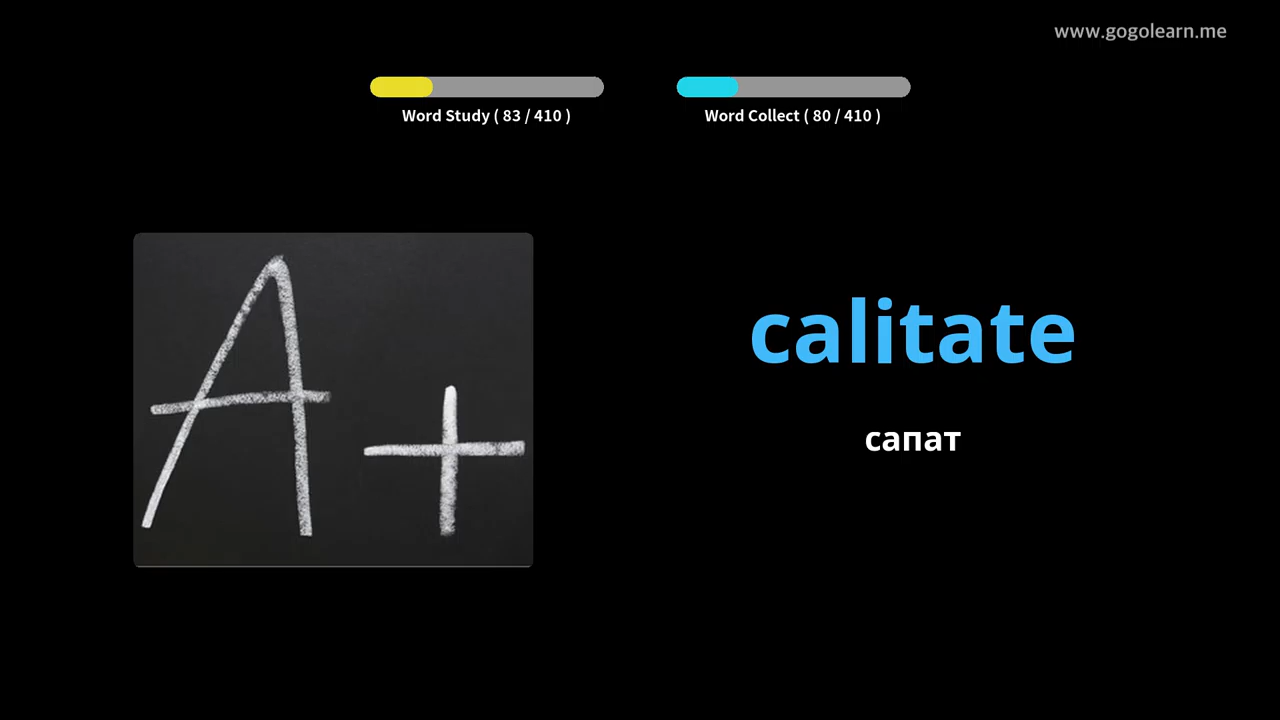 www.gogolearn.me
Word Study ( 83 / 410 )
Word Collect ( 80 / 410 )
A+
calitate
сапат